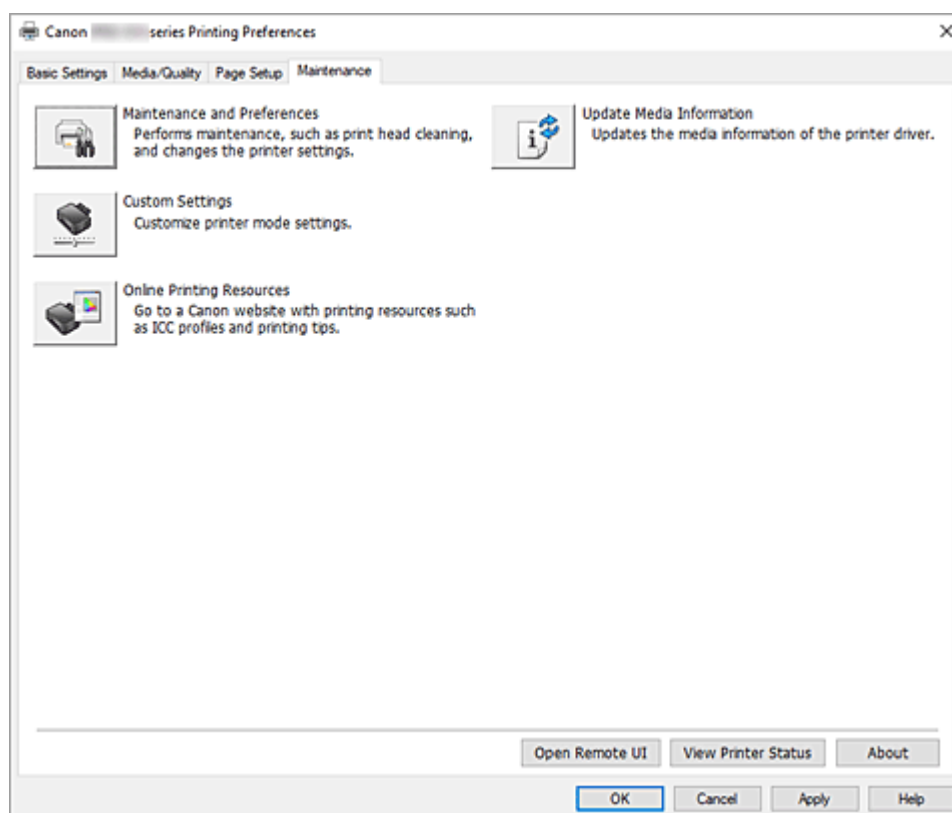 Canon series Printing Preferences
Basic Settings Media/Quality Page Setup Maintenance
Maintenance and Preferences
Performs maintenance, such as print head cleaning,
and changes the printer settings.
Update Media Information
Updates the media information of the printer driver.
Custom Settings
Customize printer mode settings.
Online Printing Resources
Go to a Canon website with printing resources such
as ICC profiles and printing tips.
Open Remote UI View Printer Status About
OK Cancel Apply Help